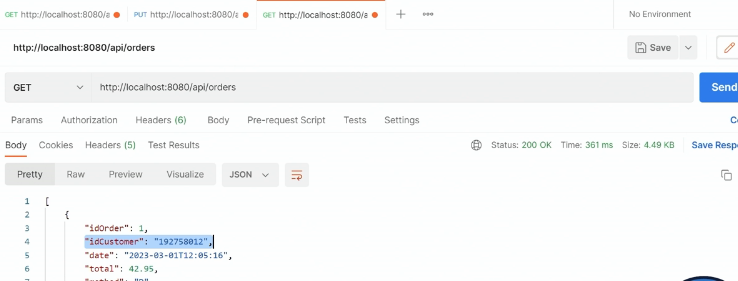 GET http://localhost:8080/a PUT http://localhost:8080/a GET http://localhost:8080/a No Environment
http://localhost:8080/api/orders Save
GET http://localhost:8080/api/orders Send
Params Authorization Headers (6) Body Pre-request Script Tests Settings
Body Cookies Headers (5) Test Results Status: 200 OK Time: 361 ms Size: 4.49 KB Save Resp
Pretty Raw Preview Visualize JSON
1 [
2 {
3 "idOrder": 1,
4 "idCustomer": "192758012",
5 "date": "2023-03-01T12:05:16",
6 "total": 42.95,